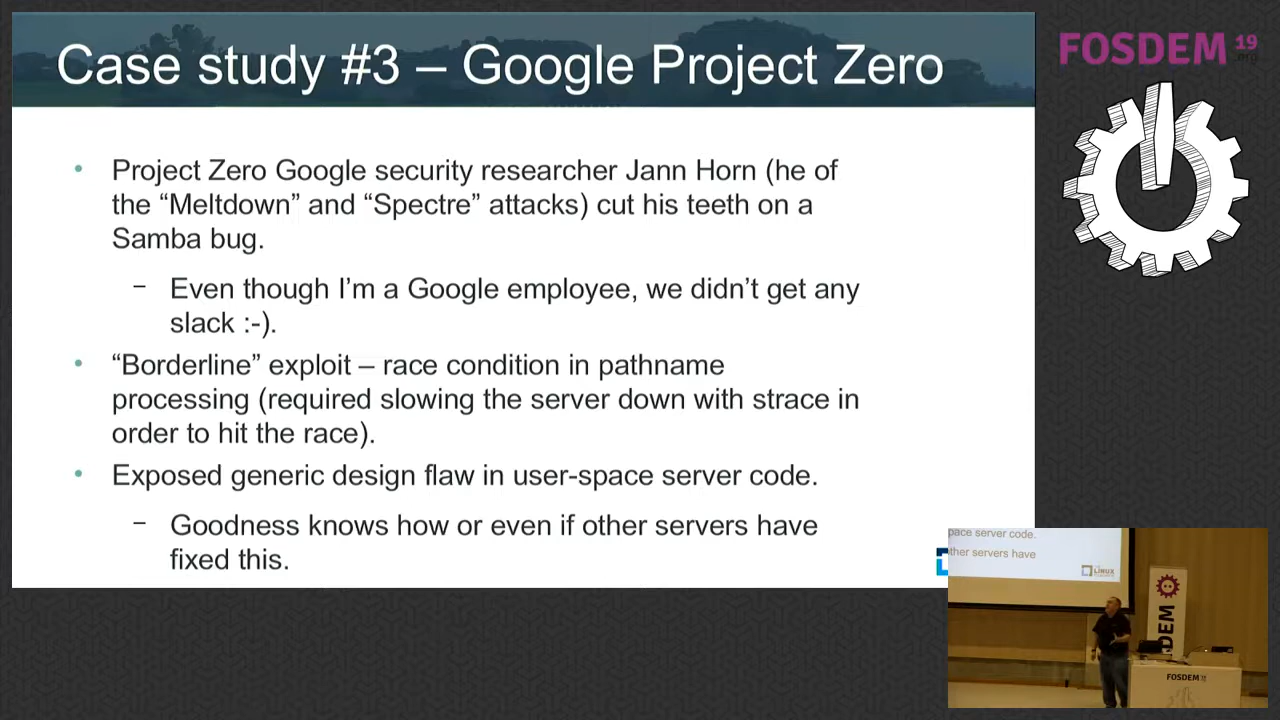 Case study #3 – Google Project Zero
FOSDEM 19
.org
• Project Zero Google security researcher Jann Horn (he of
the “Meltdown” and “Spectre” attacks) cut his teeth on a
Samba bug.
– Even though I’m a Google employee, we didn’t get any
slack :-).
• “Borderline” exploit – race condition in pathname
processing (required slowing the server down with strace in
order to hit the race).
• Exposed generic design flaw in user-space server code.
– Goodness knows how or even if other servers have
fixed this.
pace server code.
ther servers have
LINUX
DEM
FOSDEM